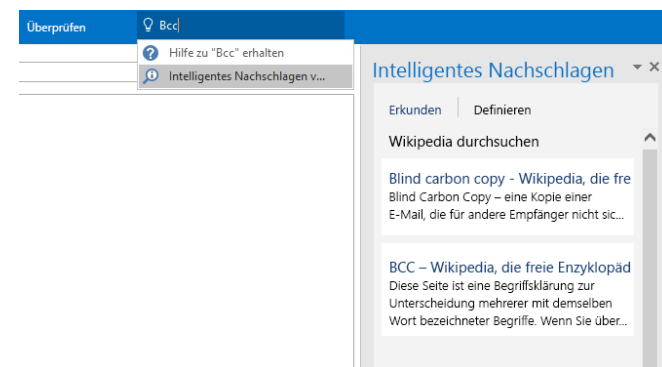 Überprüfen
Bcc
Hilfe zu "Bcc" erhalten
Intelligentes Nachschlagen v...
Intelligentes Nachschlagen
Erkunden
Definieren
Wikipedia durchsuchen
Blind carbon copy - Wikipedia, die fre
Blind Carbon Copy – eine Kopie einer
E-Mail, die für andere Empfänger nicht sic...
BCC – Wikipedia, die freie Enzyklopäd
Diese Seite ist eine Begriffsklärung zur
Unterscheidung mehrerer mit demselben
Wort bezeichneter Begriffe. Wenn Sie über...